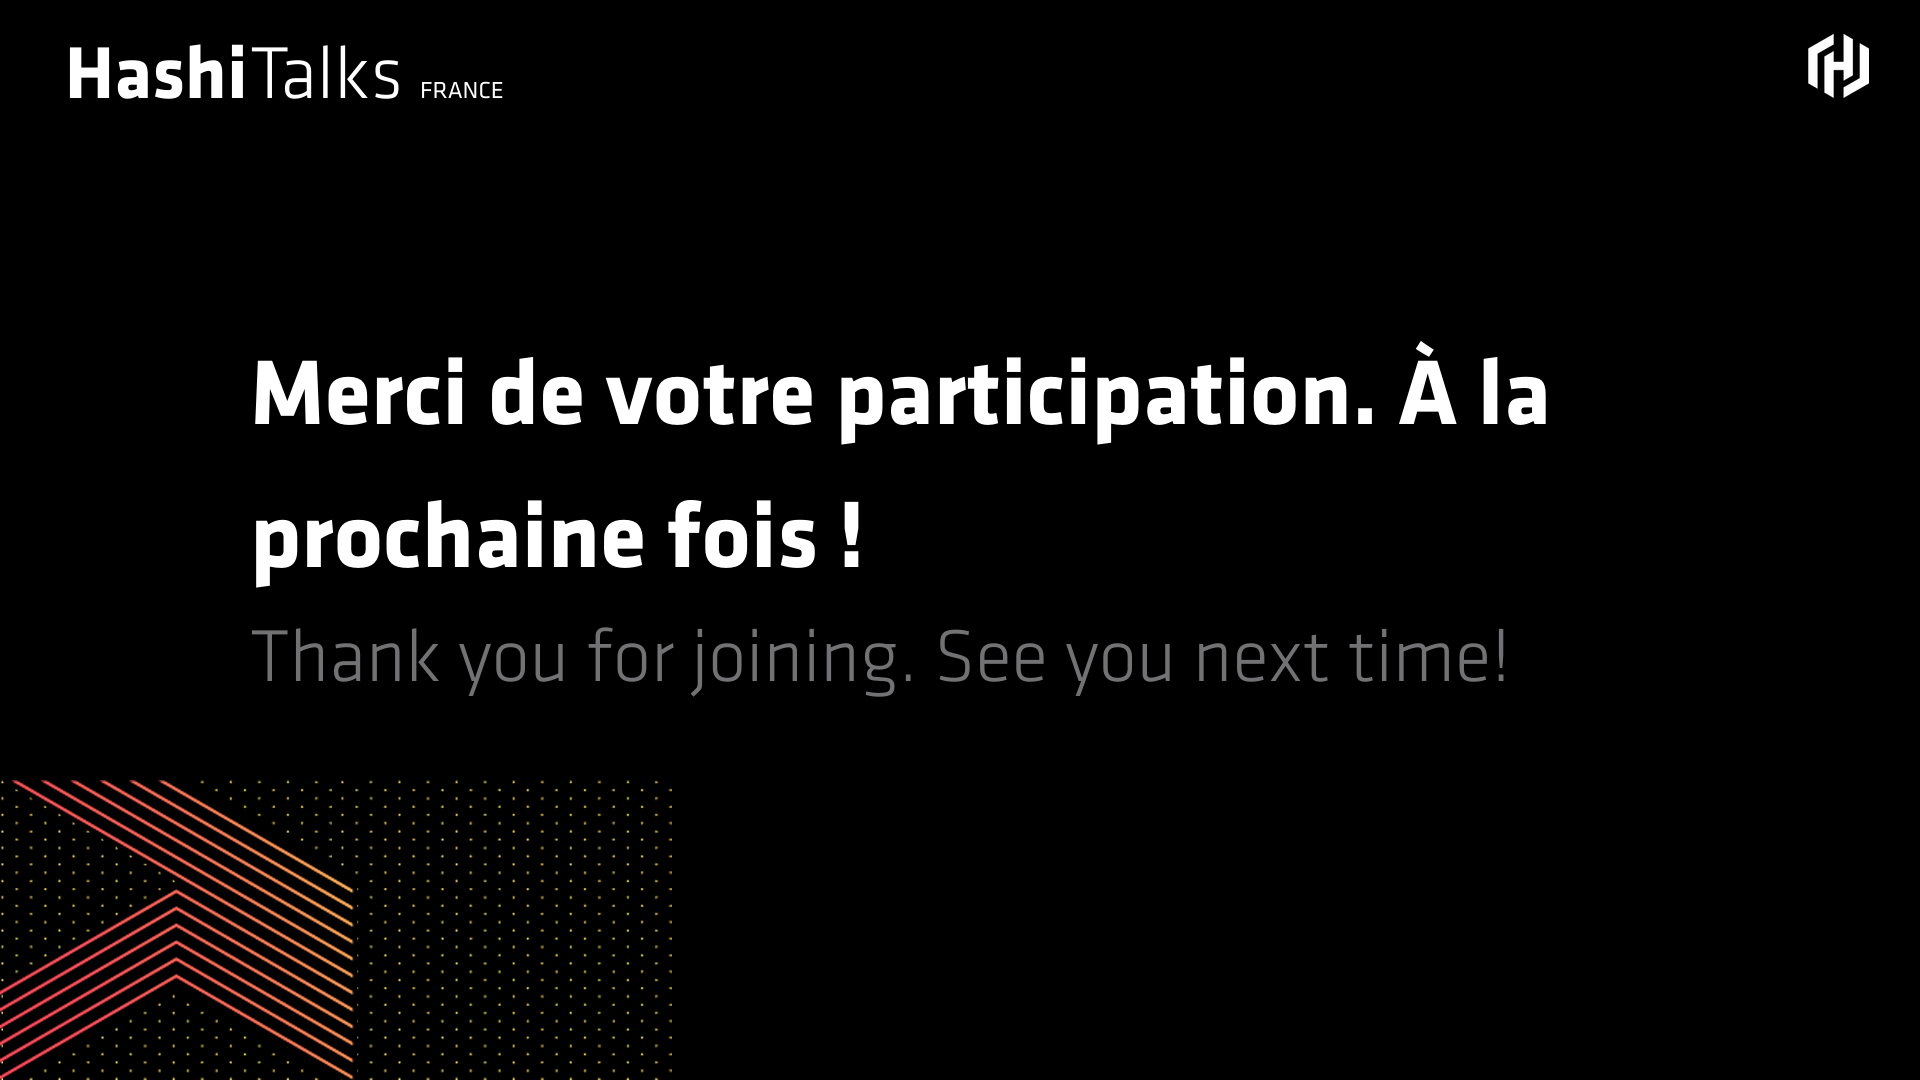 HashiTalks FRANCE
Merci de votre participation. À la
prochaine fois !
Thank you for joining. See you next time!